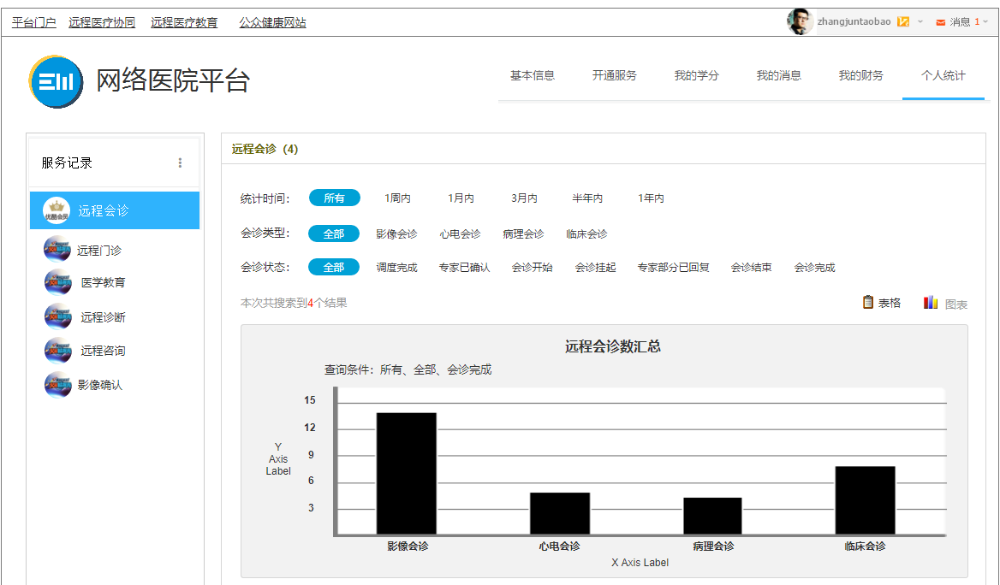 平台门户 远程医疗协同 远程医疗教育 公众健康网站 zhangjuntaobao 消息 1
网络医院平台
基本信息 开通服务 我的学分 我的消息 我的财务 个人统计
服务记录
远程会诊
远程门诊
医学教育
远程诊断
远程咨询
影像确认
远程会诊（4）
统计时间： 所有 1周内 1月内 3月内 半年内 1年内
会诊类型： 全部 影像会诊 心电会诊 病理会诊 临床会诊
会诊状态： 全部 调度完成 专家已确认 会诊开始 会诊挂起 专家部分已回复 会诊结束 会诊完成
本次共搜索到4个结果 表格 图表
远程会诊数汇总
查询条件：所有、全部、会诊完成
15
12
9
6
3
Y
Axis
Label
影像会诊 心电会诊 病理会诊 临床会诊
X Axis Label